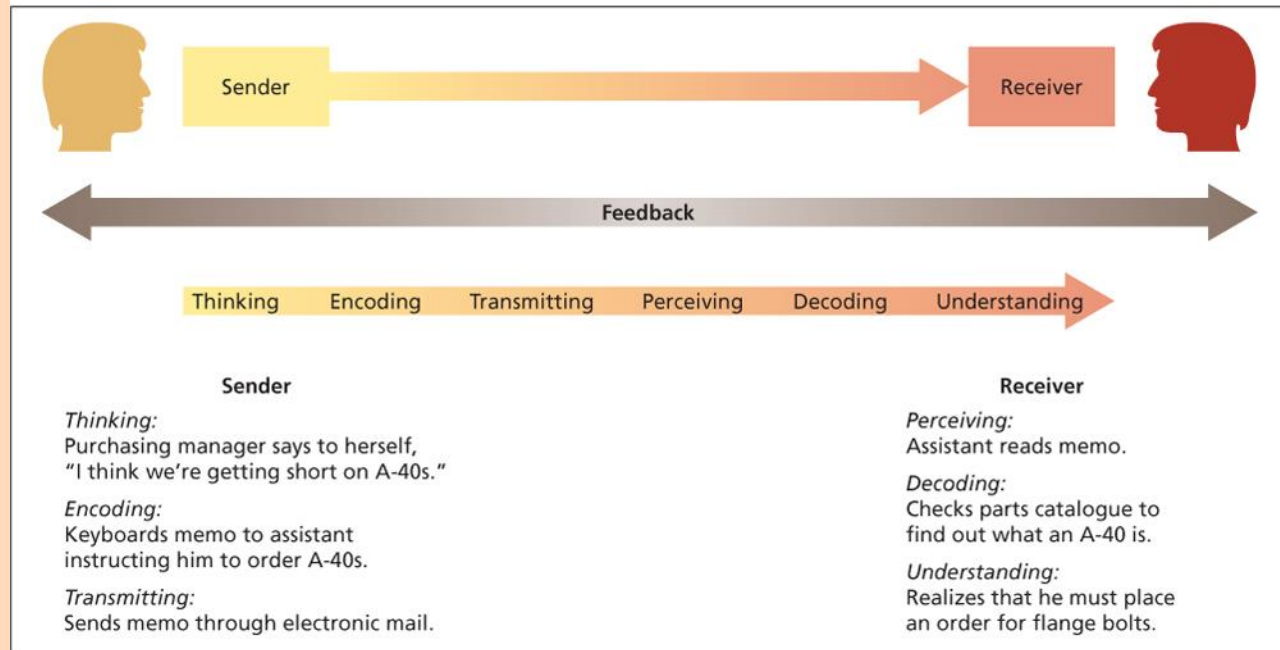 Sender
Receiver
Feedback
Thinking Encoding Transmitting Perceiving Decoding Understanding
Sender
Thinking:
Purchasing manager says to herself,
“I think we’re getting short on A-40s.”
Encoding:
Keyboards memo to assistant
instructing him to order A-40s.
Transmitting:
Sends memo through electronic mail.
Receiver
Perceiving:
Assistant reads memo.
Decoding:
Checks parts catalogue to
find out what an A-40 is.
Understanding:
Realizes that he must place
an order for flange bolts.